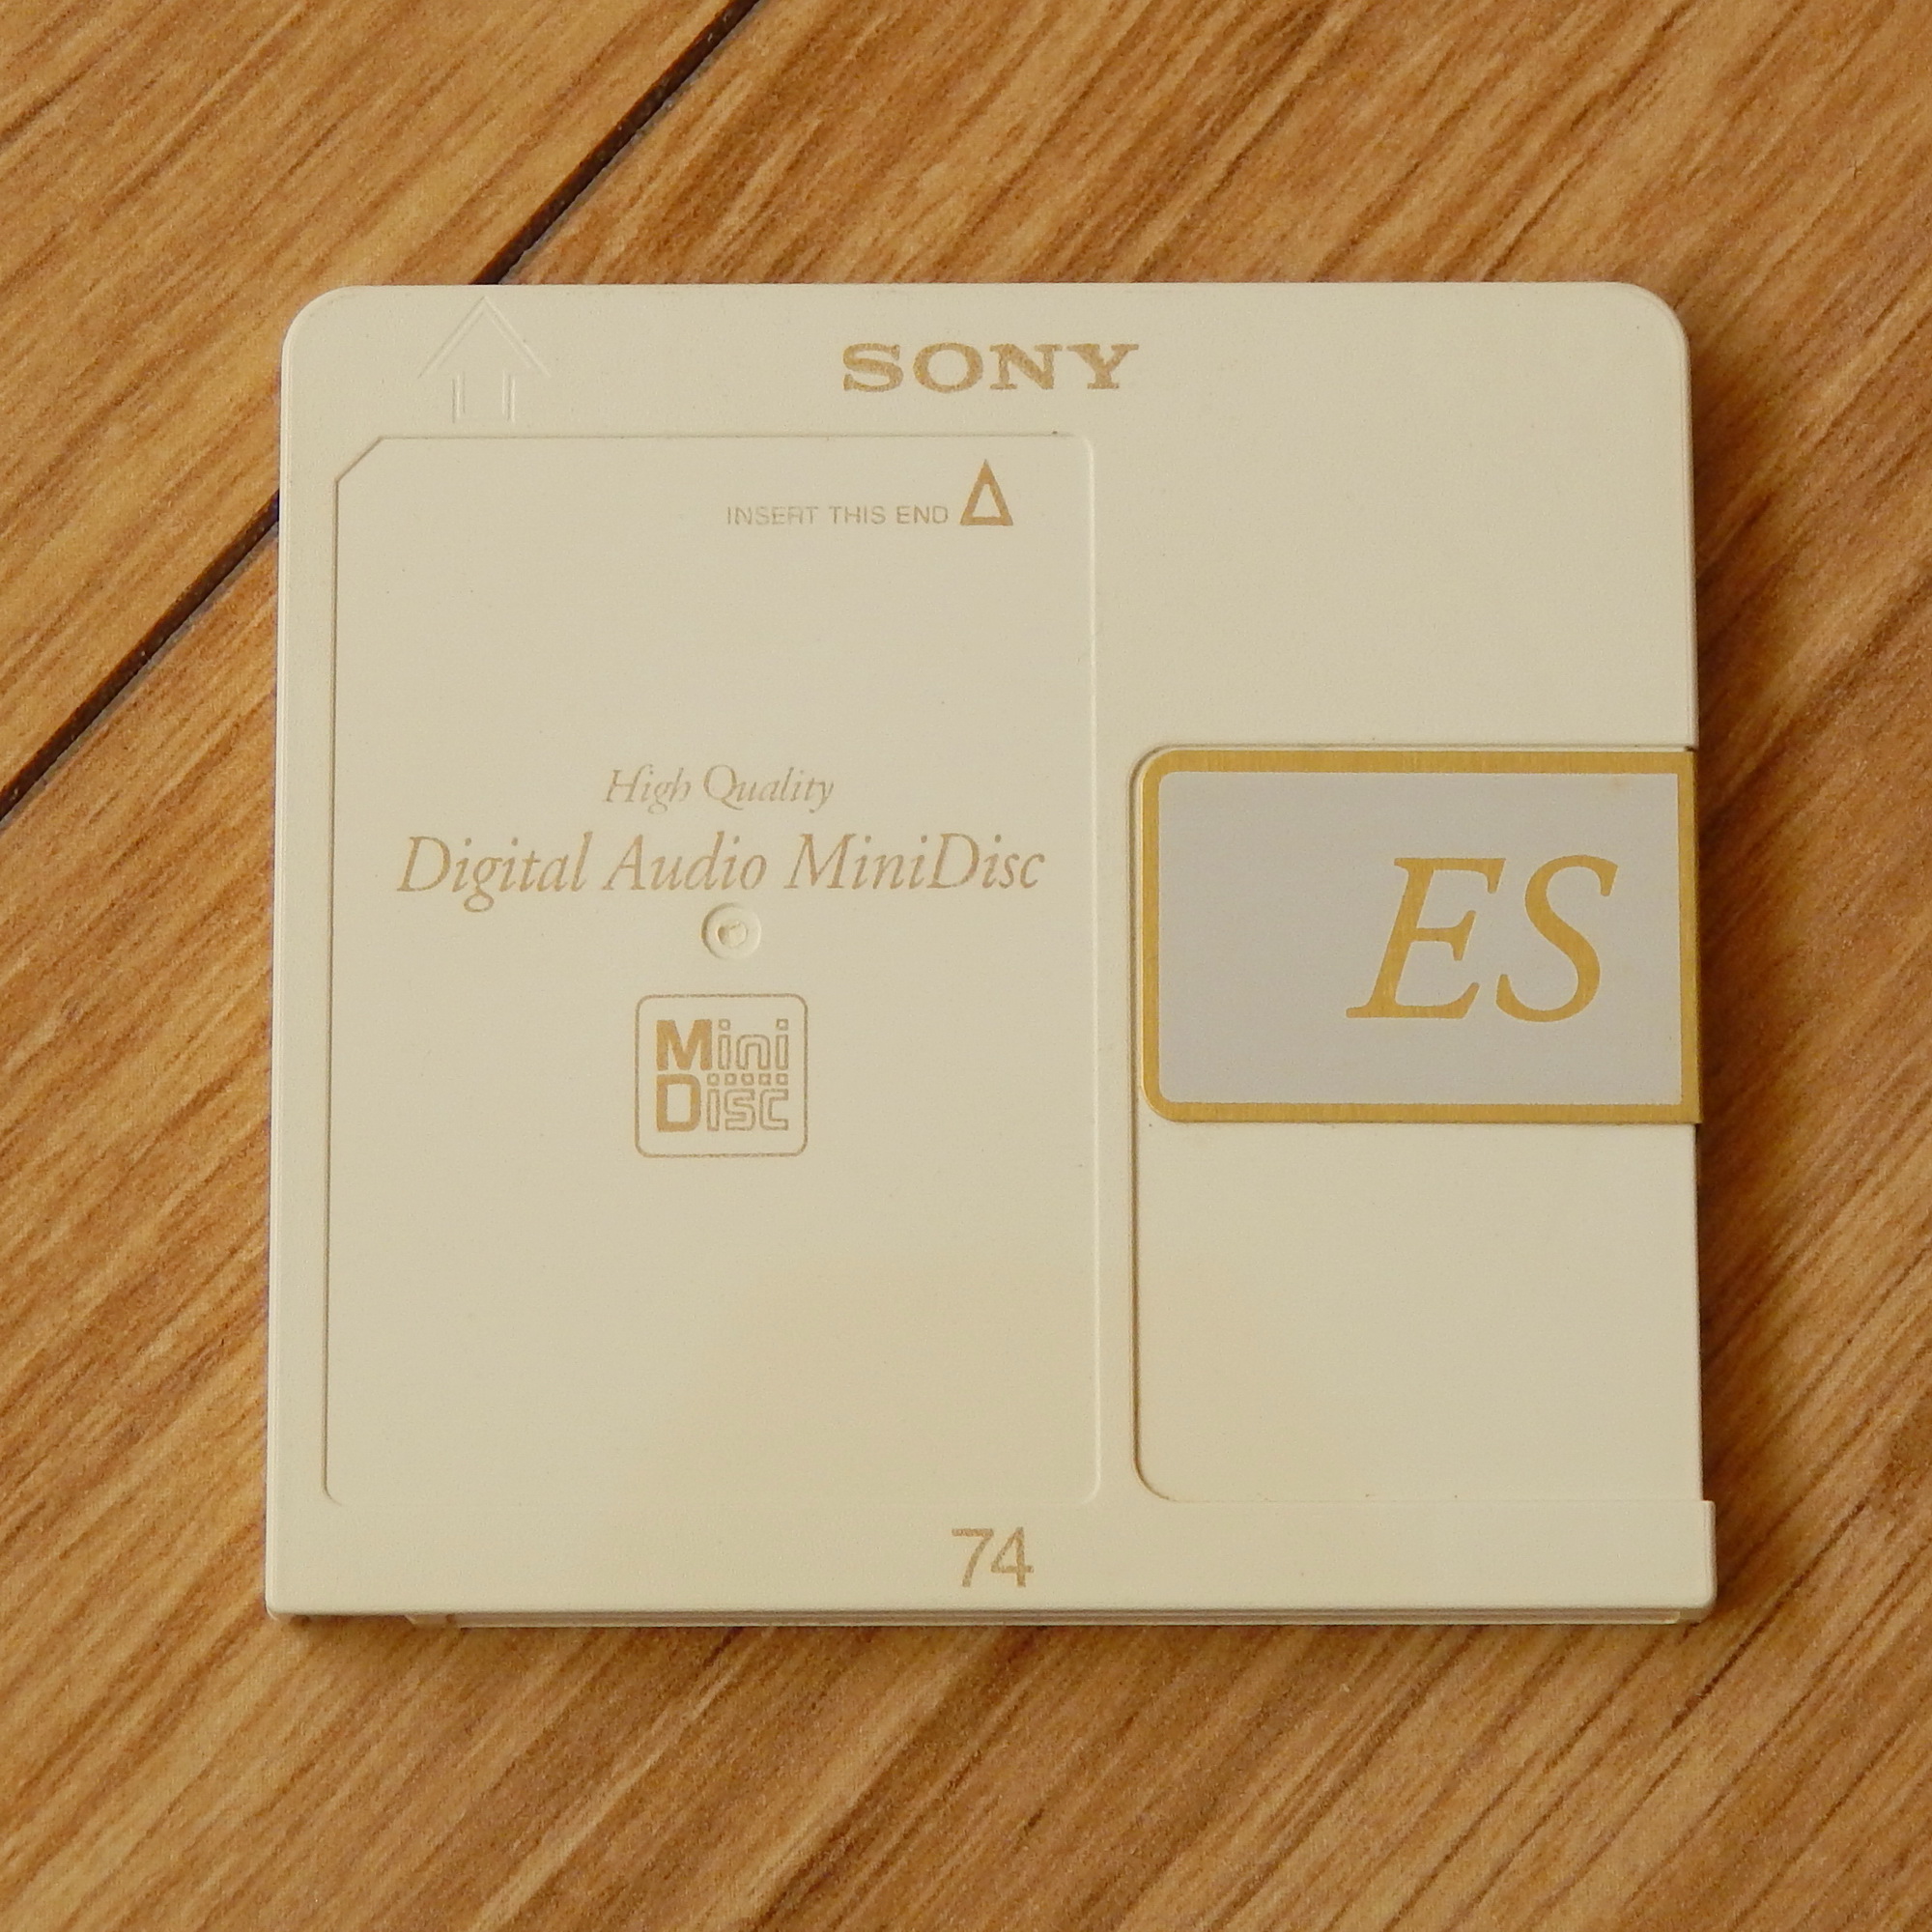 SONY
INSERT THIS END
High Quality
Digital Audio MiniDisc
Mini
Disc
ES
74